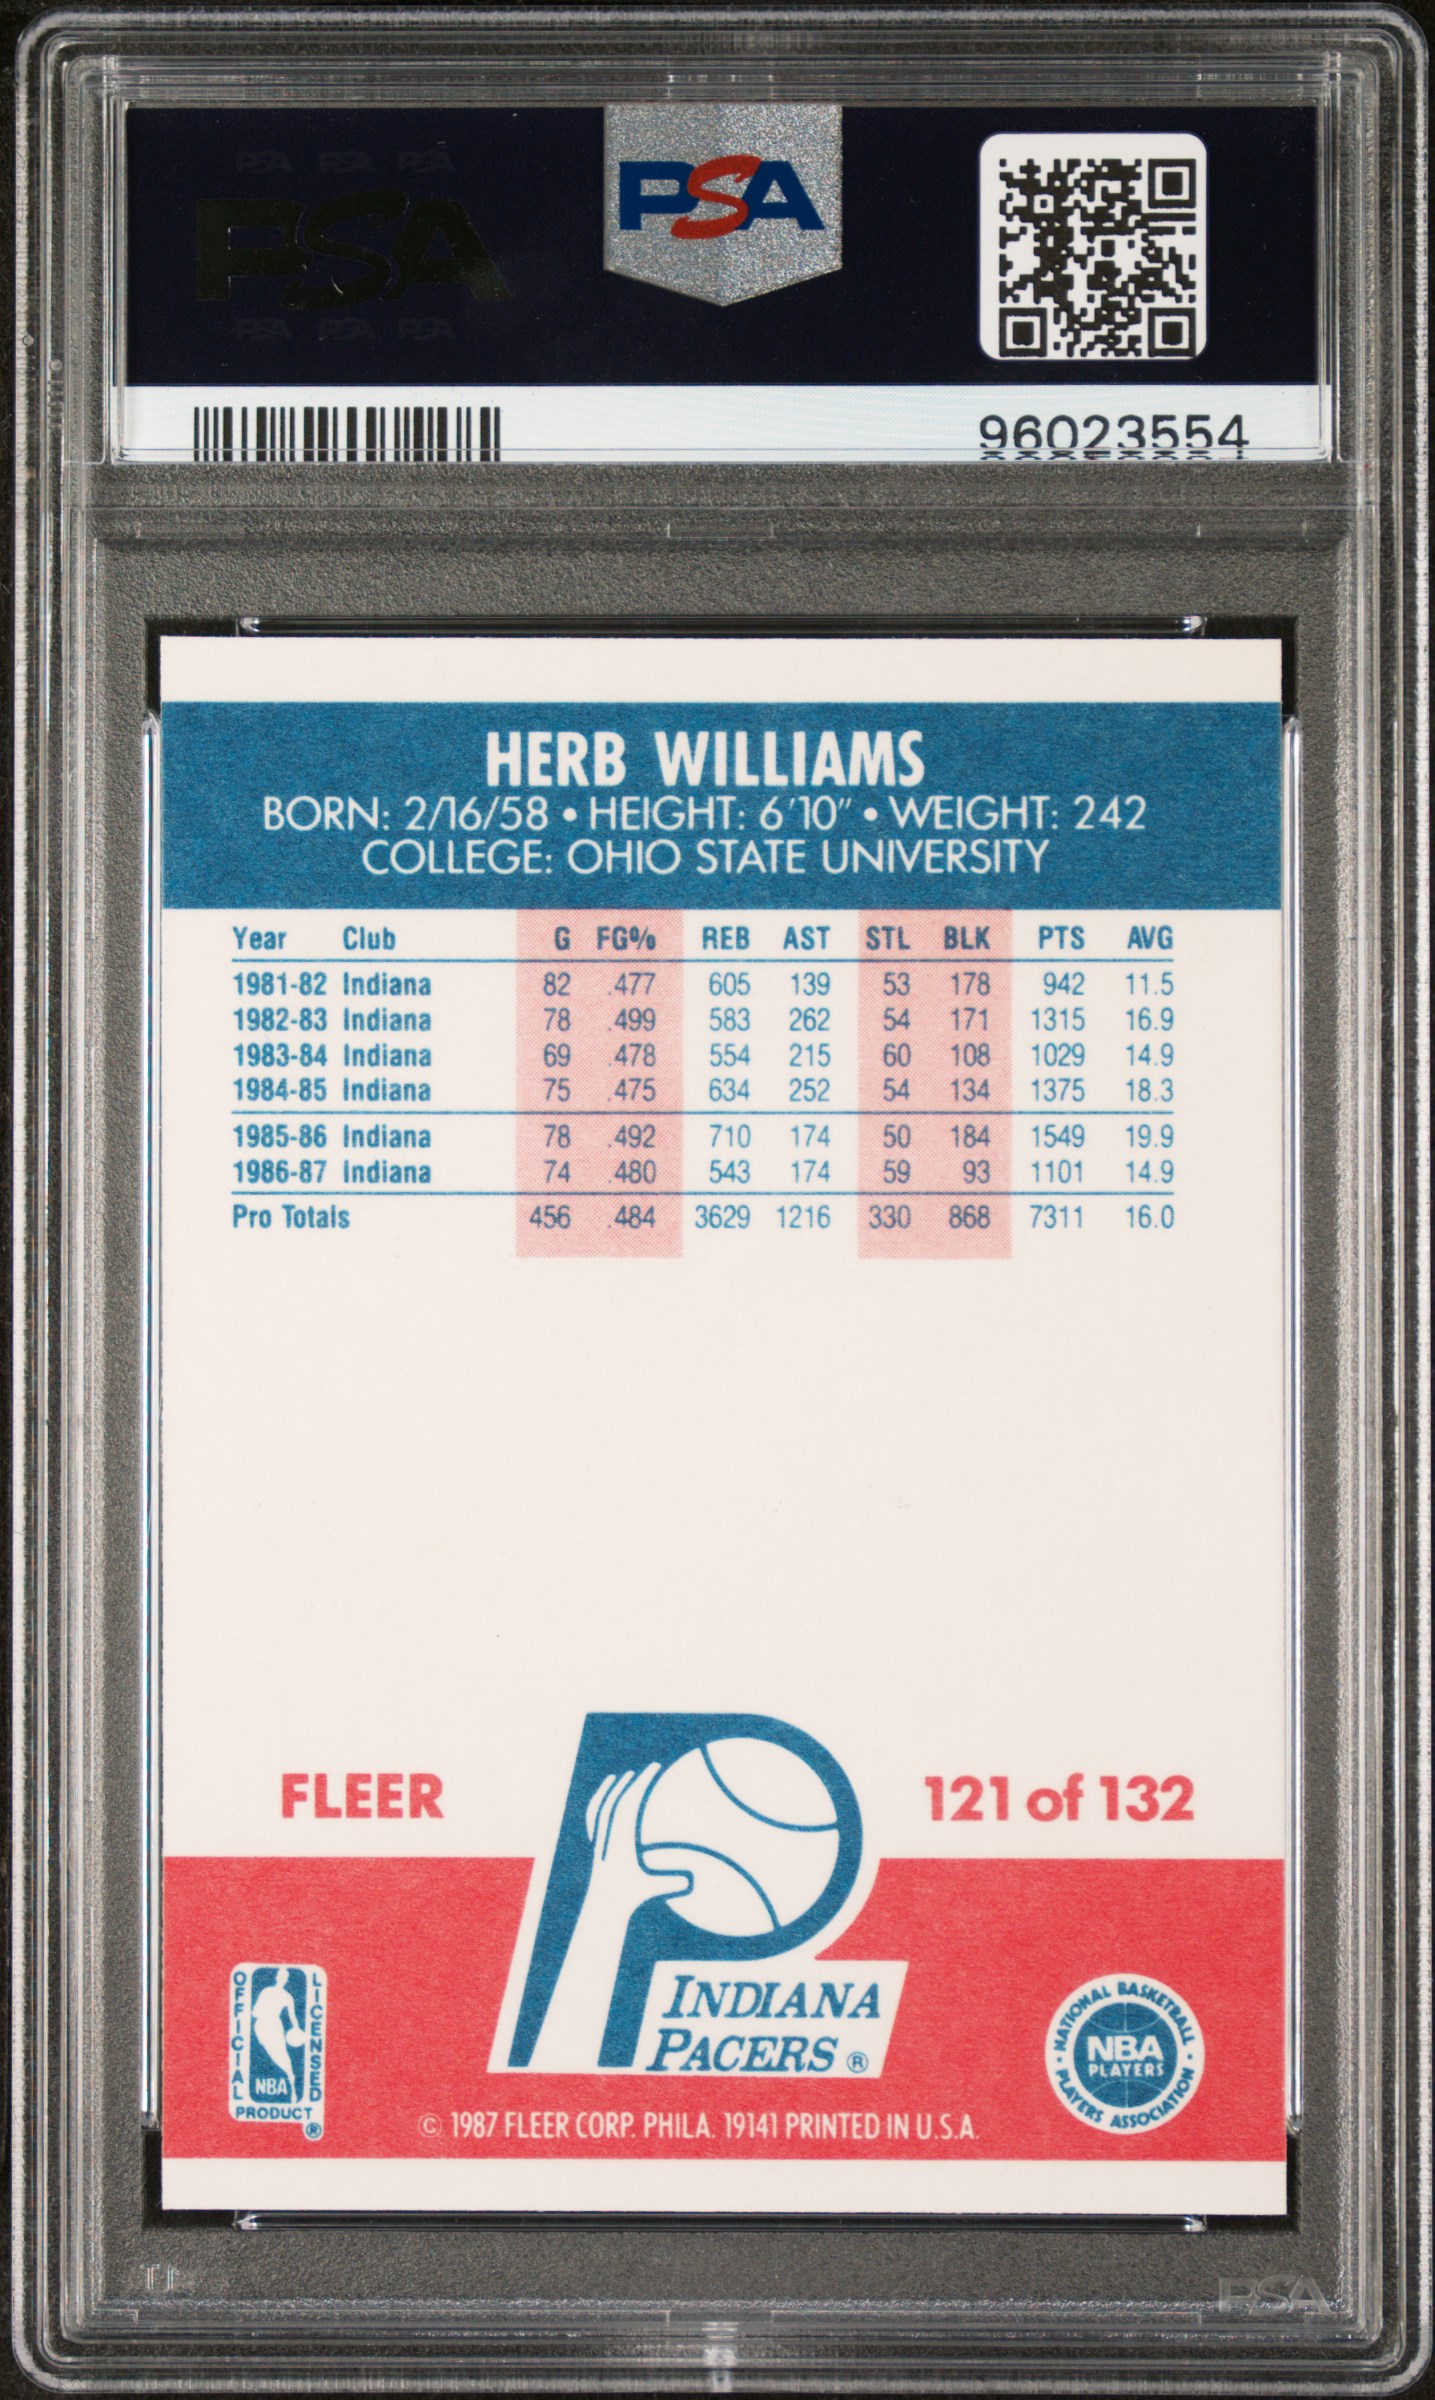 PSA PSA PSA
PSA
PSA PSA PSA
PSA
96023554
HERB WILLIAMS
BORN: 2/16/58 • HEIGHT: 6'10" • WEIGHT: 242
COLLEGE: OHIO STATE UNIVERSITY
Year Club G FG% REB AST STL BLK PTS AVG
1981-82 Indiana 82 .477 605 139 53 178 942 11.5
1982-83 Indiana 78 .499 583 262 54 171 1315 16.9
1983-84 Indiana 69 .478 554 215 60 108 1029 14.9
1984-85 Indiana 75 .475 634 252 54 134 1375 18.3
1985-86 Indiana 78 .492 710 174 50 184 1549 19.9
1986-87 Indiana 74 .480 543 174 59 93 1101 14.9
Pro Totals 456 .484 3629 1216 330 868 7311 16.0
FLEER
121 of 132
INDIANA
PACERS ®
OFFICIAL LICENSED
NBA
PRODUCT ®
• NATIONAL BASKETBALL •
NBA
PLAYERS
PLAYERS ASSOCIATION
© 1987 FLEER CORP. PHILA. 19141 PRINTED IN U.S.A.
PSA